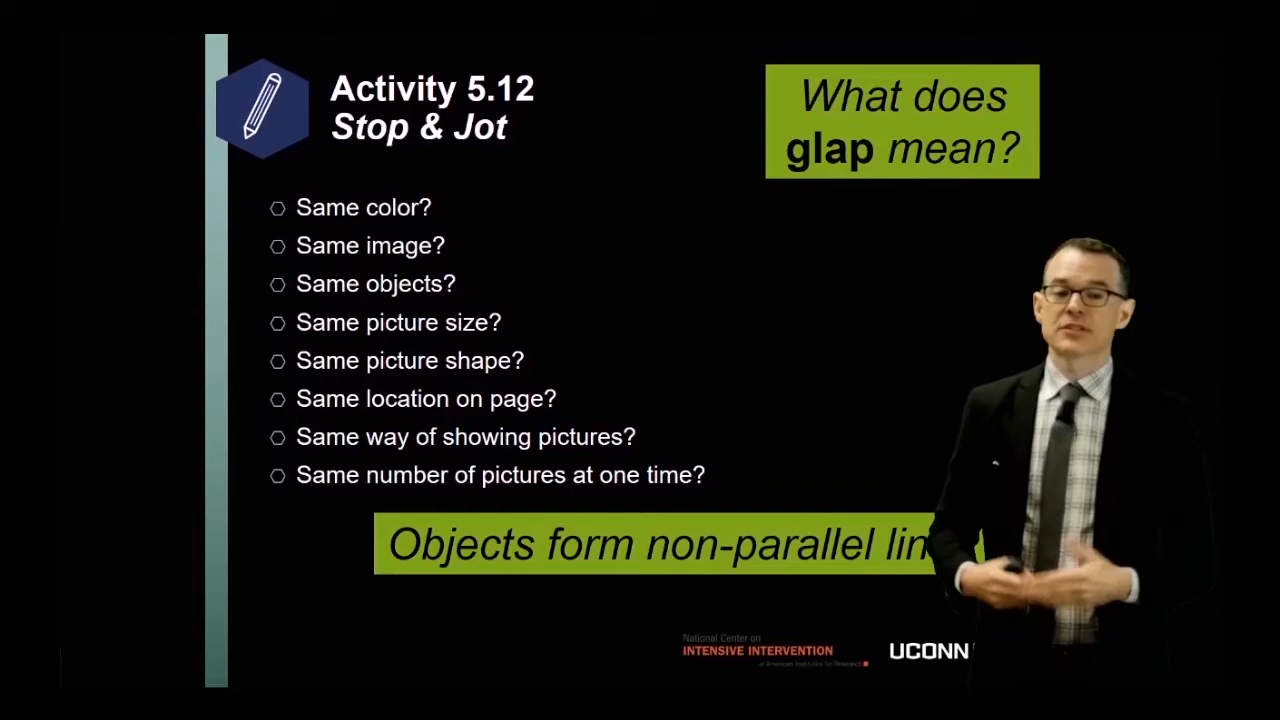 Activity 5.12
Stop & Jot
What does
glap mean?
Same color?
Same image?
Same objects?
Same picture size?
Same picture shape?
Same location on page?
Same way of showing pictures?
Same number of pictures at one time?
Objects form non-parallel lin
National Center on
INTENSIVE INTERVENTION
at American Institutes for Research
UCONN